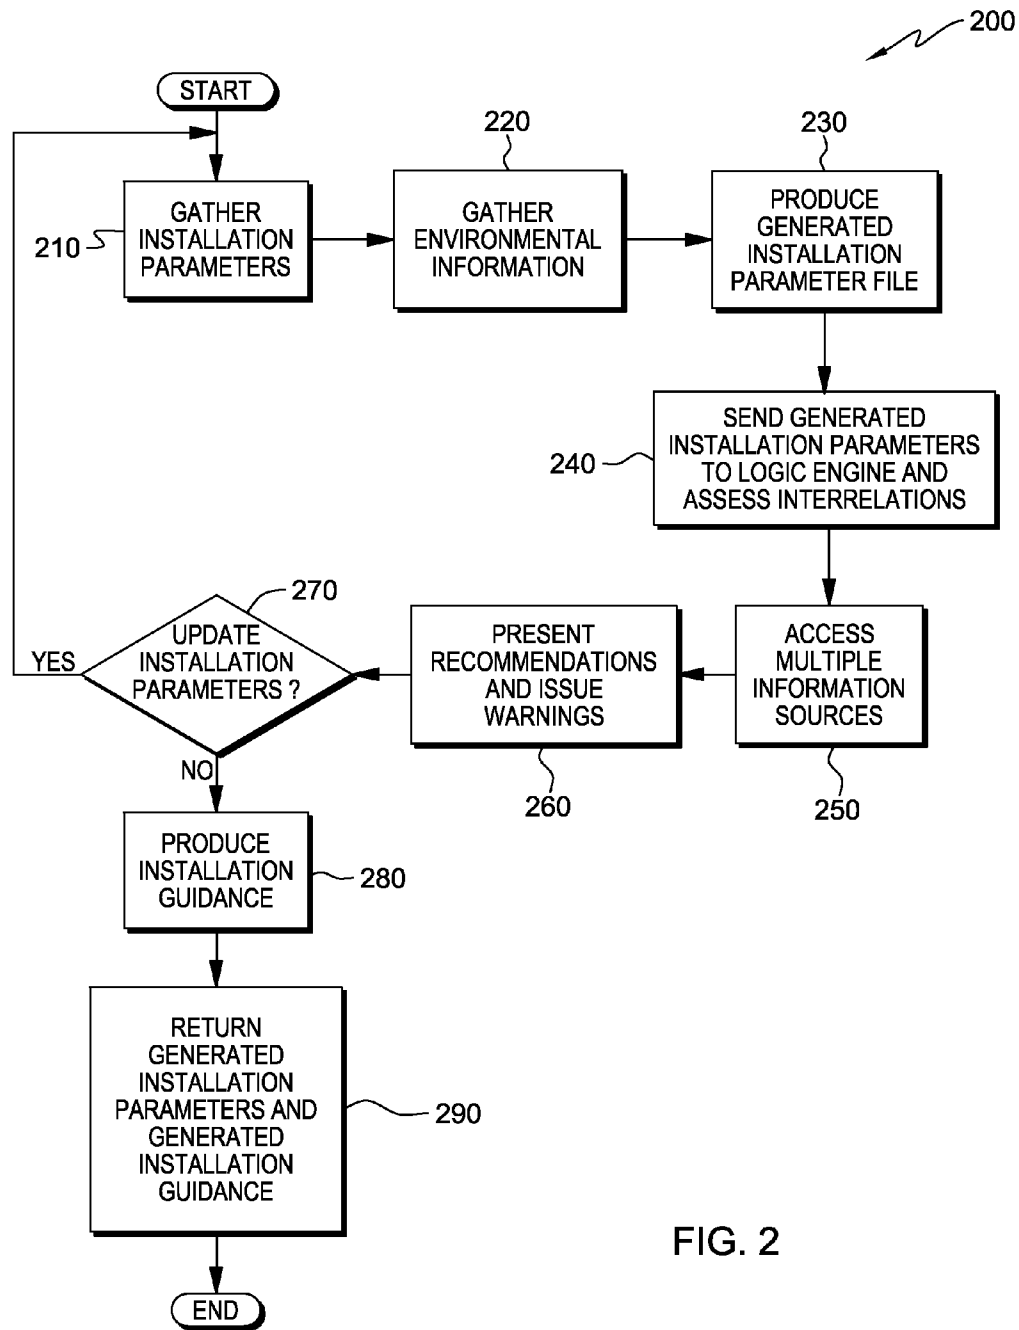 200
START
210
GATHER
INSTALLATION
PARAMETERS
220
GATHER
ENVIRONMENTAL
INFORMATION
230
PRODUCE
GENERATED
INSTALLATION
PARAMETER FILE
240
SEND GENERATED
INSTALLATION PARAMETERS
TO LOGIC ENGINE AND
ASSESS INTERRELATIONS
ACCESS
MULTIPLE
INFORMATION
SOURCES
250
PRESENT
RECOMMENDATIONS
AND ISSUE
WARNINGS
260
270
UPDATE
INSTALLATION
PARAMETERS ?
YES
NO
PRODUCE
INSTALLATION
GUIDANCE
280
RETURN
GENERATED
INSTALLATION
PARAMETERS AND
GENERATED
INSTALLATION
GUIDANCE
290
END
FIG. 2